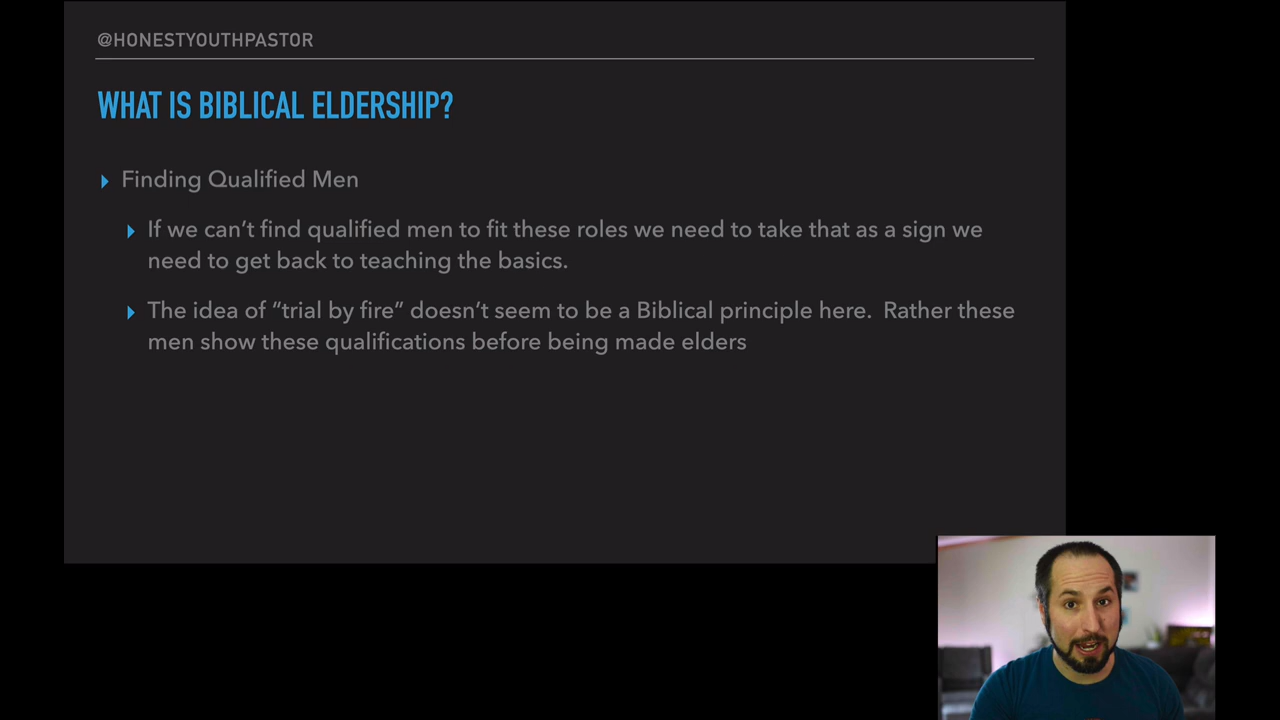 @HONESTYOUTHPASTOR
WHAT IS BIBLICAL ELDERSHIP?
Finding Qualified Men
If we can’t find qualified men to fit these roles we need to take that as a sign we
need to get back to teaching the basics.
The idea of “trial by fire” doesn’t seem to be a Biblical principle here.  Rather these
men show these qualifications before being made elders